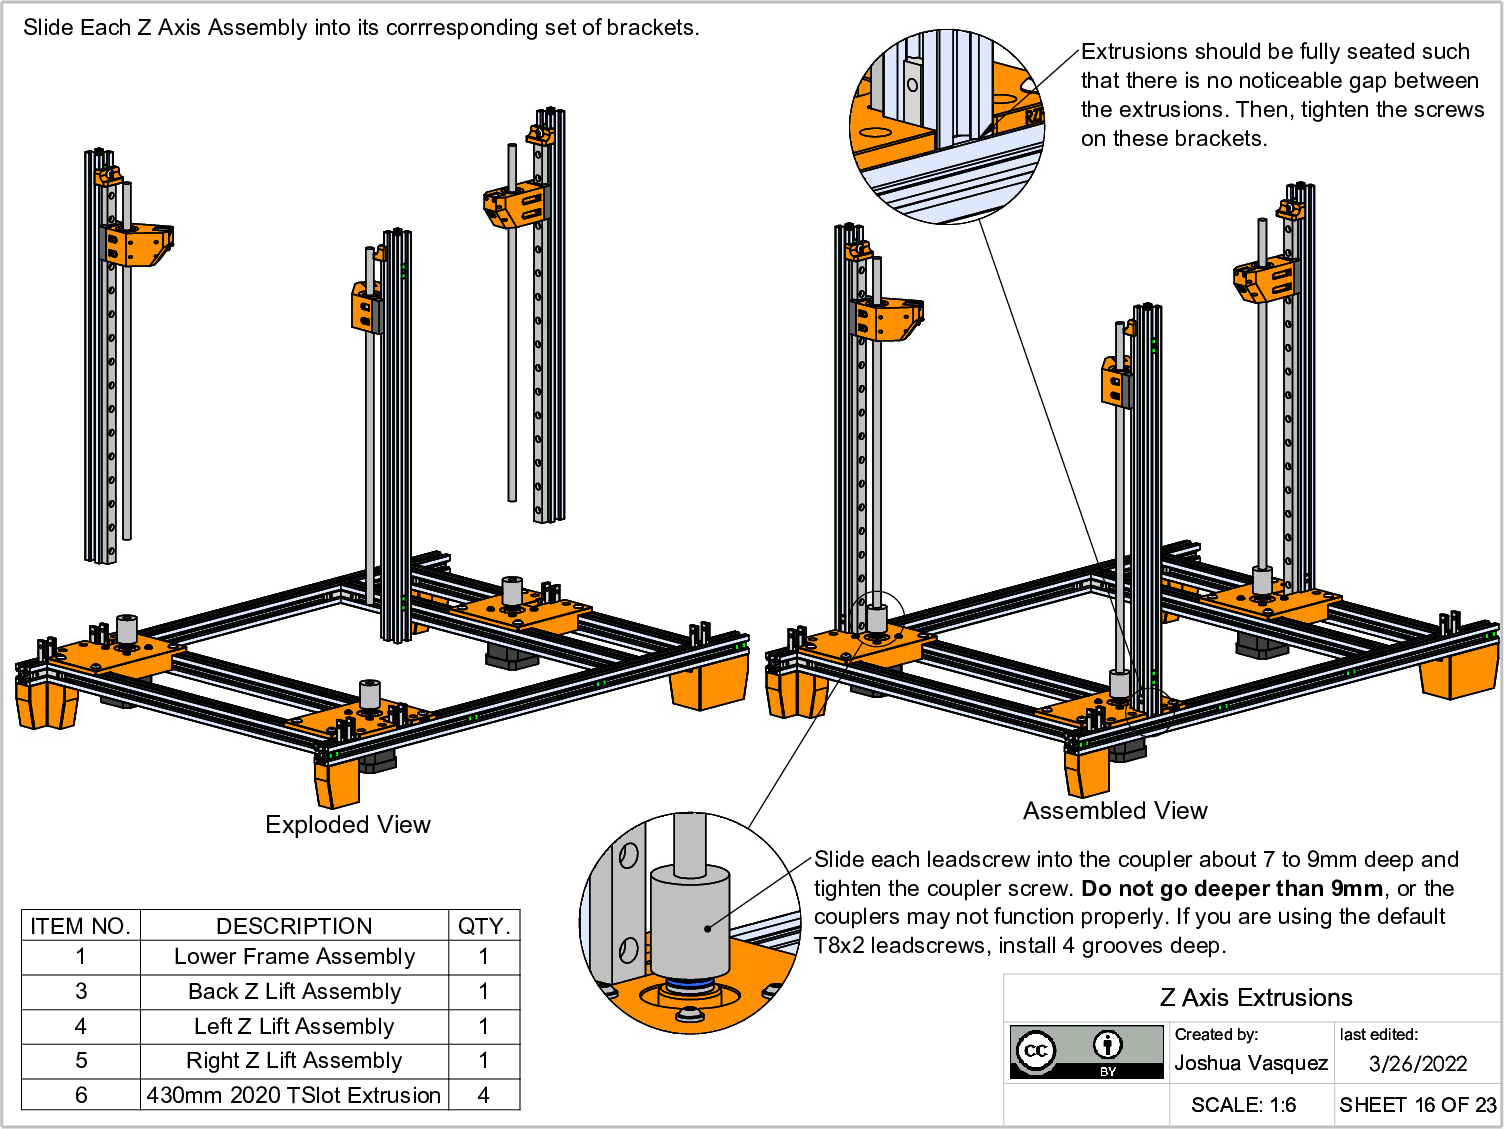 Slide Each Z Axis Assembly into its corrresponding set of brackets.
Extrusions should be fully seated such
that there is no noticeable gap between
the extrusions. Then, tighten the screws
on these brackets.
Exploded View
Assembled View
Slide each leadscrew into the coupler about 7 to 9mm deep and
tighten the coupler screw. Do not go deeper than 9mm, or the
couplers may not function properly. If you are using the default
T8x2 leadscrews, install 4 grooves deep.
ITEM NO. DESCRIPTION QTY.
1 Lower Frame Assembly 1
3 Back Z Lift Assembly 1
4 Left Z Lift Assembly 1
5 Right Z Lift Assembly 1
6 430mm 2020 TSlot Extrusion 4
Z Axis Extrusions
cc
BY
Created by:
Joshua Vasquez
last edited:
3/26/2022
SCALE: 1:6
SHEET 16 OF 23